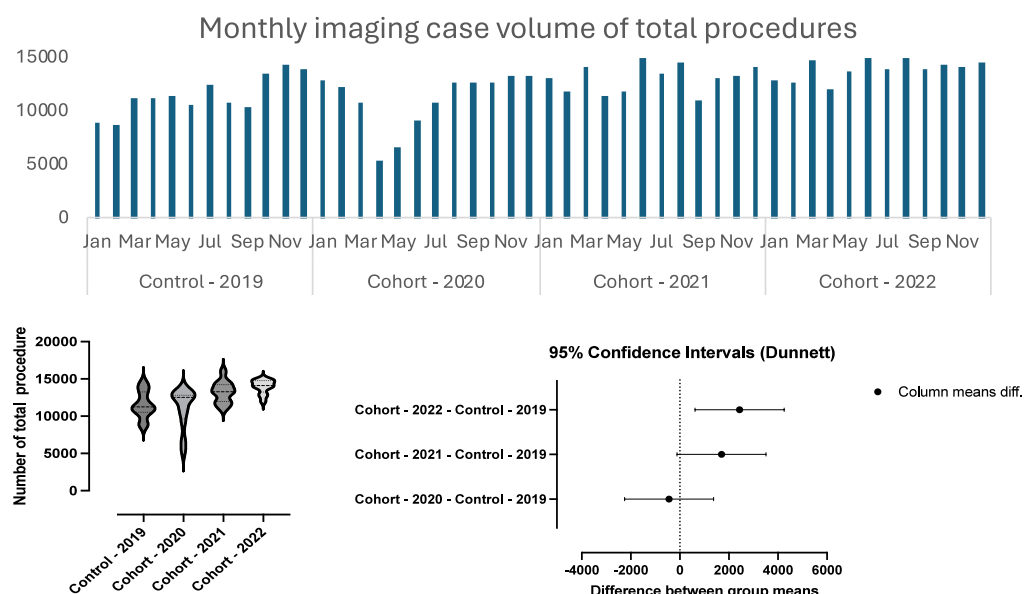 Monthly imaging case volume of total procedures
15000
10000
5000
0
Jan Mar May Jul Sep Nov Jan Mar May Jul Sep Nov Jan Mar May Jul Sep Nov Jan Mar May Jul Sep Nov
Control - 2019 Cohort - 2020 Cohort - 2021 Cohort - 2022
Number of total procedure
20000
15000
10000
5000
0
Control - 2019
Cohort - 2020
Cohort - 2021
Cohort - 2022
95% Confidence Intervals (Dunnett)
Cohort - 2022 - Control - 2019
Cohort - 2021 - Control - 2019
Cohort - 2020 - Control - 2019
Column means diff.
-4000 -2000 0 2000 4000 6000
Difference between group means